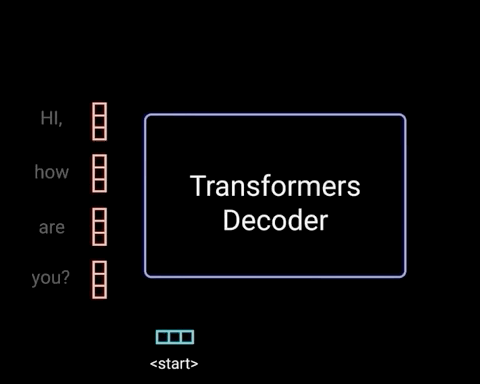 HI,
how
are
you?
Transformers
Decoder
<start>